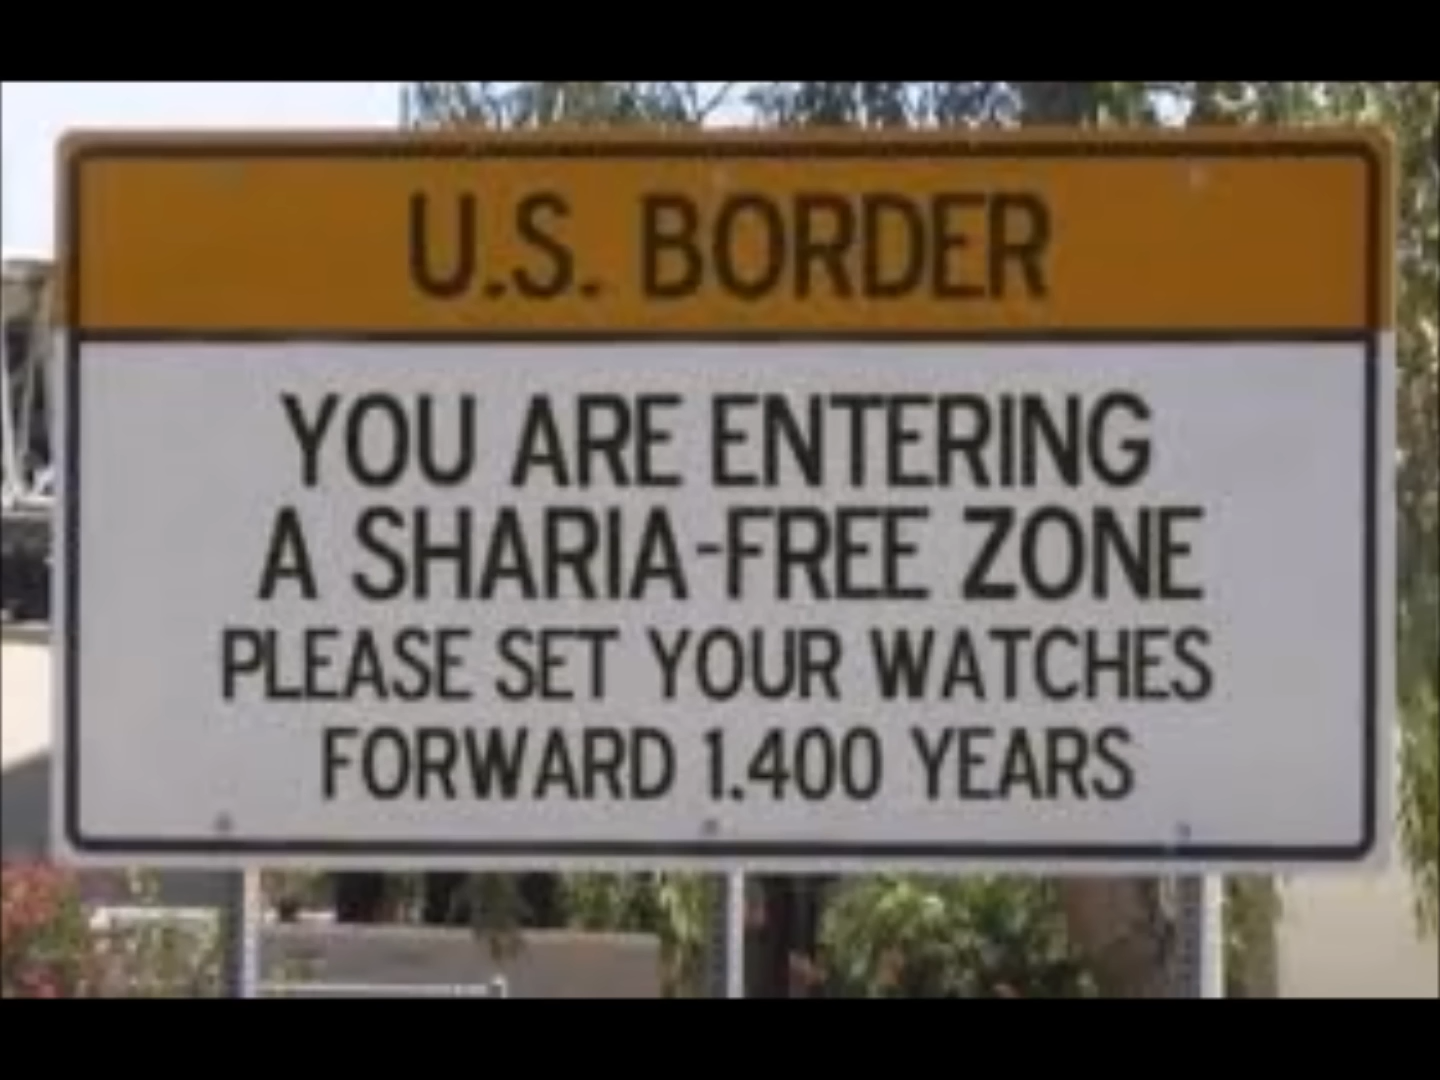 U.S. BORDER
YOU ARE ENTERING
A SHARIA-FREE ZONE
PLEASE SET YOUR WATCHES
FORWARD 1.400 YEARS